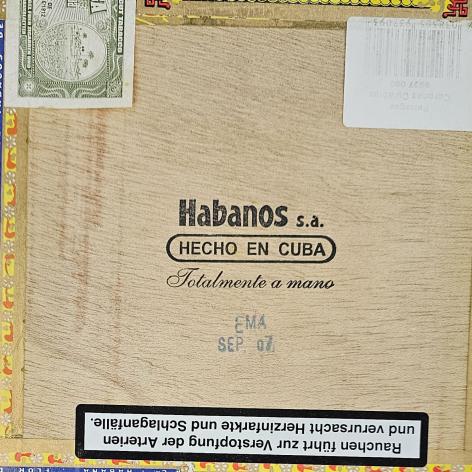 Habanos s.a.
HECHO EN CUBA
Totalmente a mano
EMA
SEP. 07
Rauchen führt zur Verstopfung der Arterien
und verursacht Herzinfarkte und Schlaganfälle.